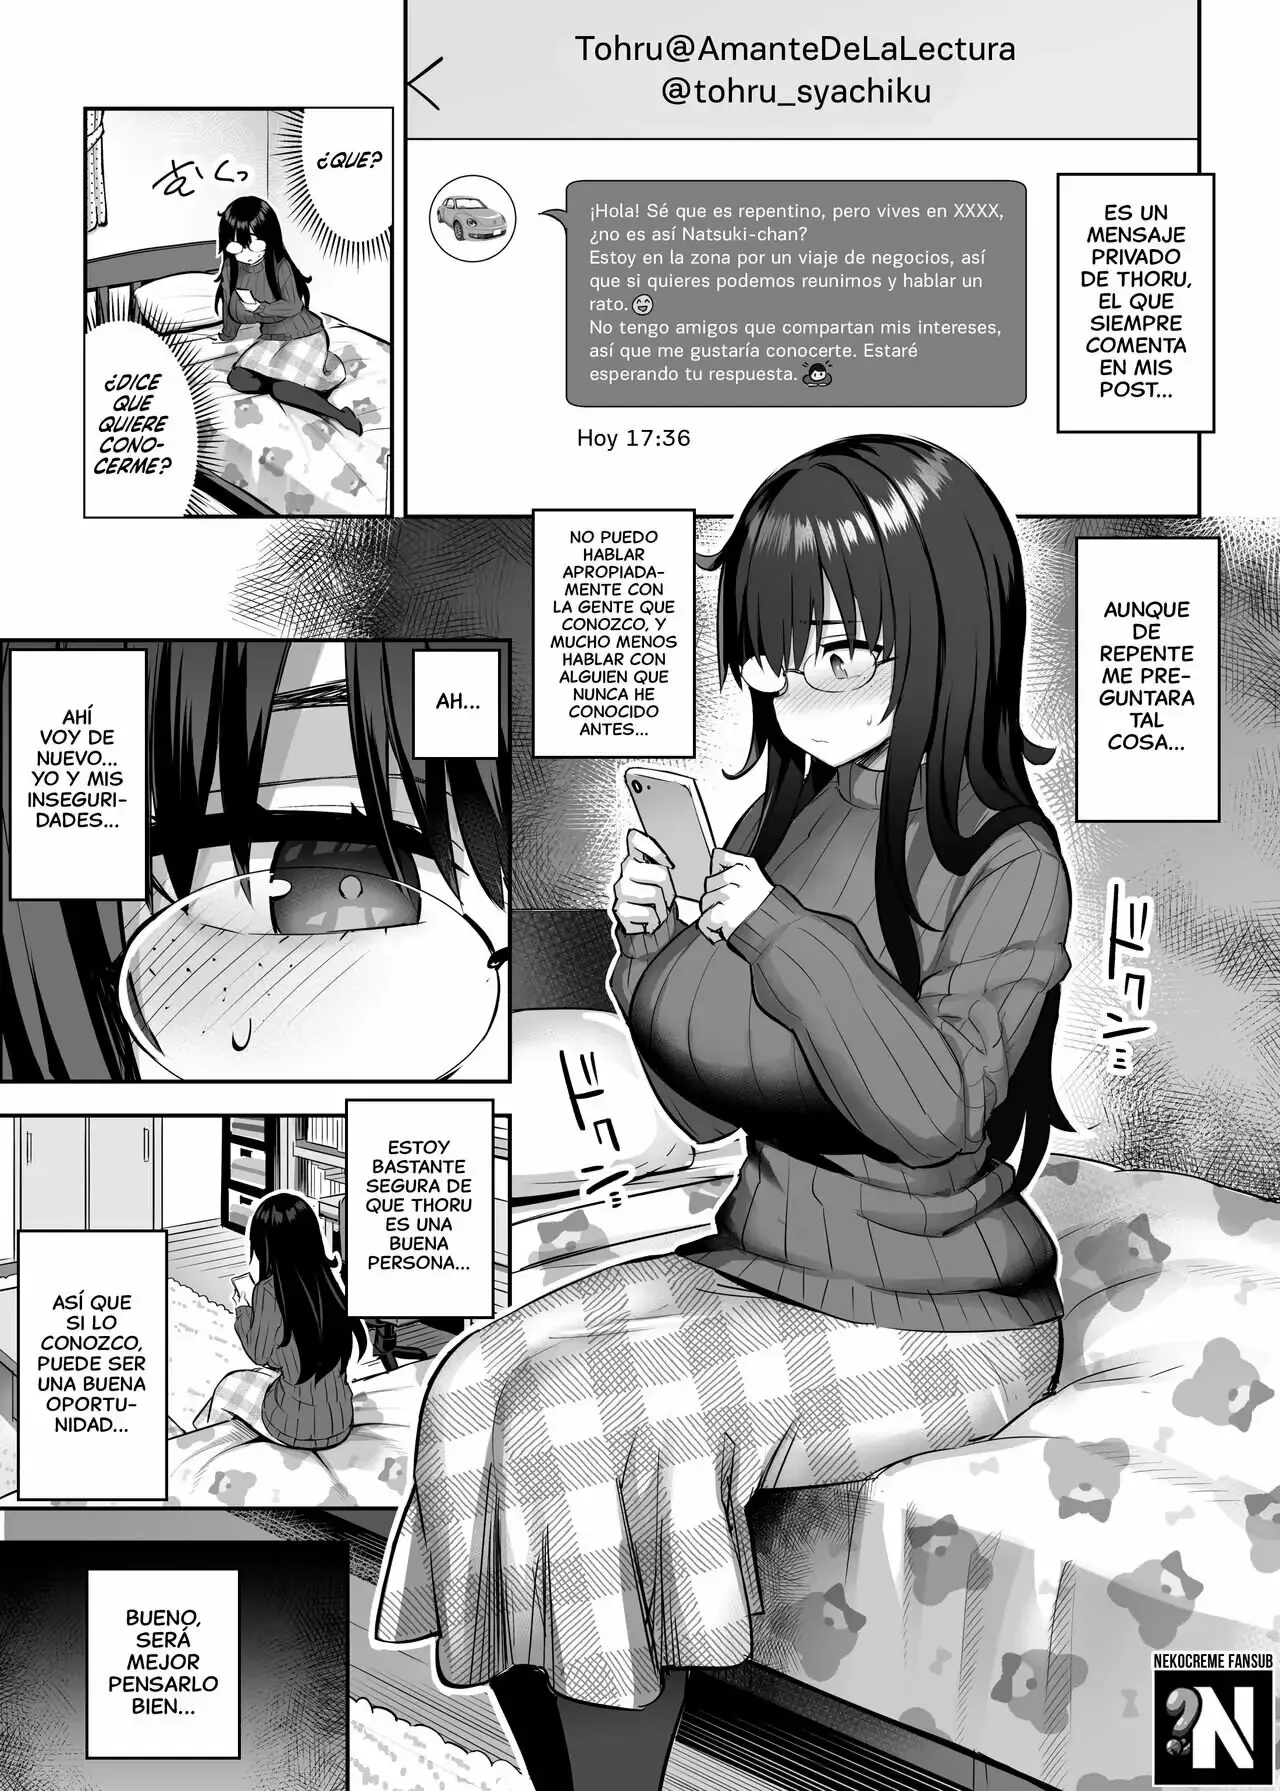 Tohru@AmanteDeLaLectura
@tohru_syachiku
¡Hola! Sé que es repentino, pero vives en XXXX,
¿no es así Natsuki-chan?
Estoy en la zona por un viaje de negocios, así
que si quieres podemos reunirnos y hablar un
rato.
No tengo amigos que compartan mis intereses,
así que me gustaría conocerte. Estaré
esperando tu respuesta.
Hoy 17:36
ES UN
MENSAJE
PRIVADO
DE THORU,
EL QUE
SIEMPRE
COMENTA
EN MIS
POST...
¿QUE?
むくっ
¿DICE
QUE
QUIERE
CONO-
CERME?
AUNQUE
DE
REPENTE
ME PRE-
GUNTARA
TAL
COSA...
NO PUEDO
HABLAR
APROPIADA-
MENTE CON
LA GENTE QUE
CONOZCO, Y
MUCHO MENOS
HABLAR CON
ALGUIEN QUE
NUNCA HE
CONOCIDO
ANTES...
AH...
AHÍ
VOY DE
NUEVO...
YO Y MIS
INSEGURI-
DADES...
ESTOY
BASTANTE
SEGURA DE
QUE THORU
ES UNA
BUENA
PERSONA...
ASÍ QUE
SI LO
CONOZCO,
PUEDE SER
UNA BUENA
OPORTU-
NIDAD...
BUENO,
SERÁ
MEJOR
PENSARLO
BIEN...
NEKOCREME FANSUB
?N